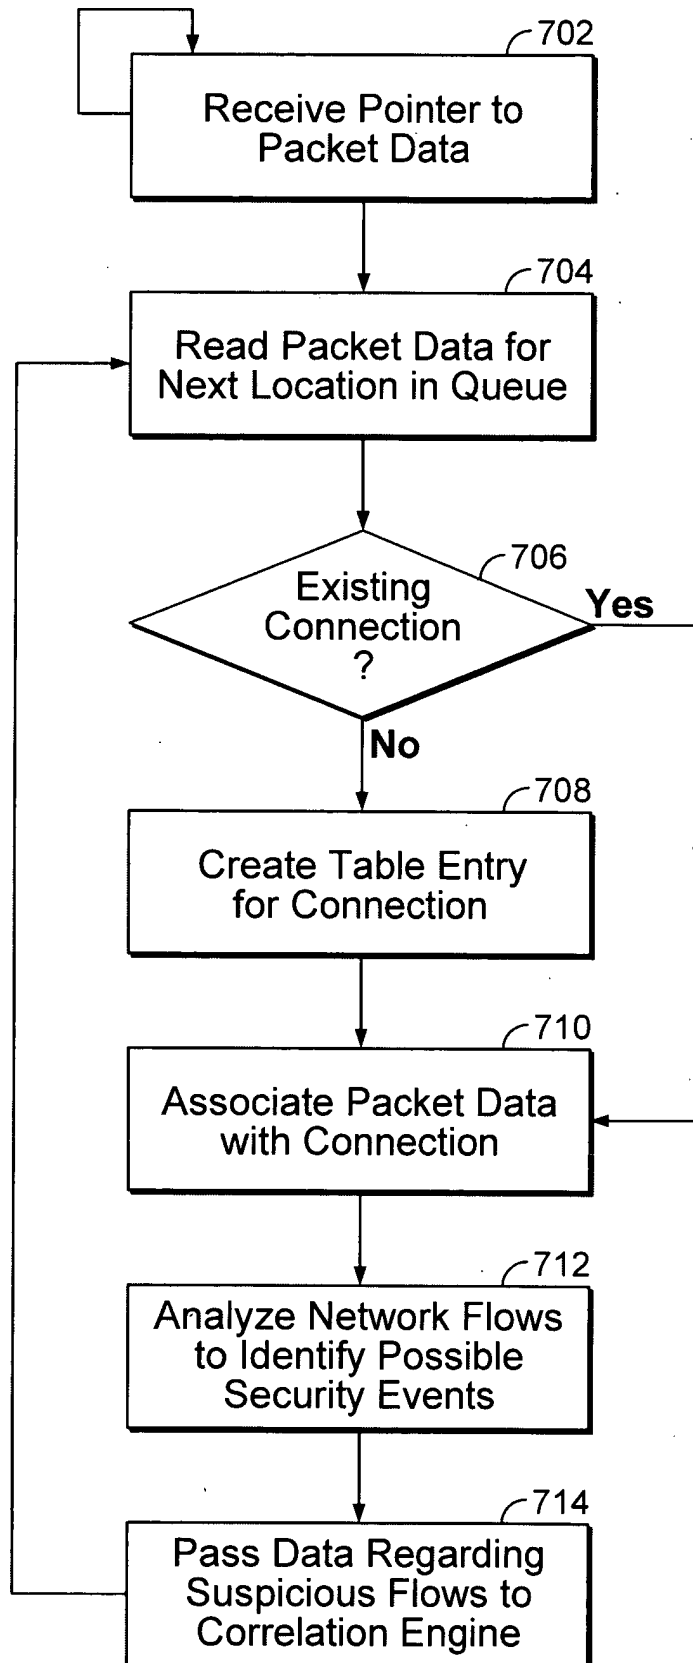 702
Receive Pointer to
Packet Data
704
Read Packet Data for
Next Location in Queue
706
Existing
Connection
?
Yes
No
708
Create Table Entry
for Connection
710
Associate Packet Data
with Connection
712
Analyze Network Flows
to Identify Possible
Security Events
714
Pass Data Regarding
Suspicious Flows to
Correlation Engine